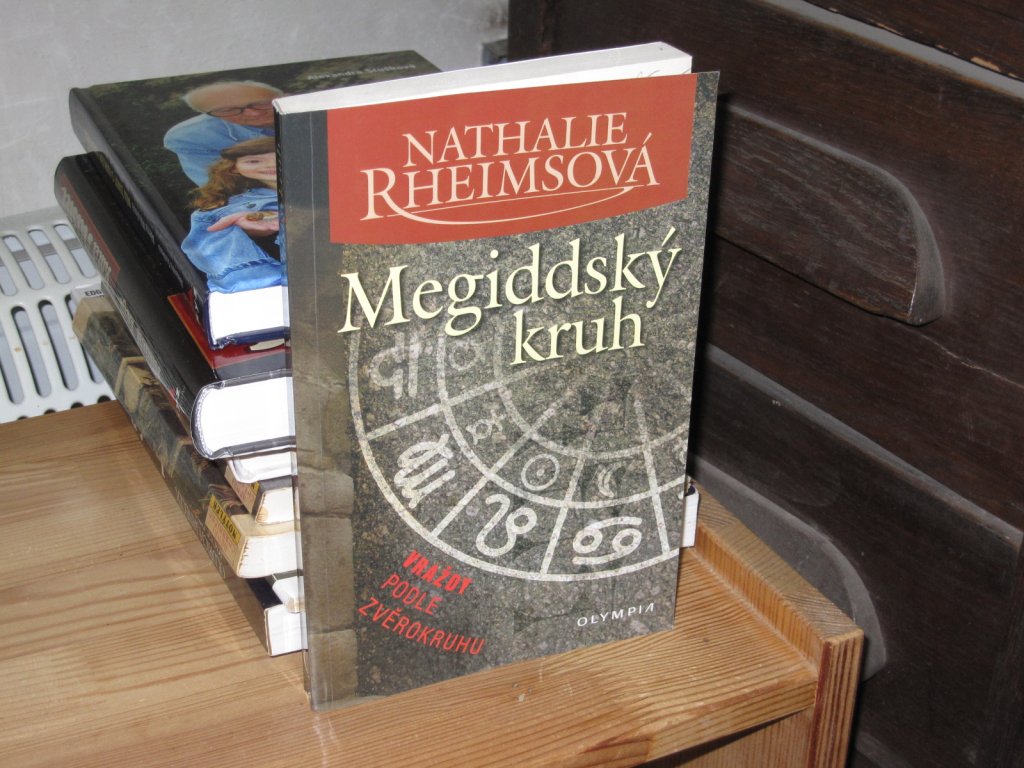 NATHALIE
RHEIMSOVÁ
Megiddský
kruh
VRAŽDY
PODLE
ZVĚROKRUHU
OLYMPIA